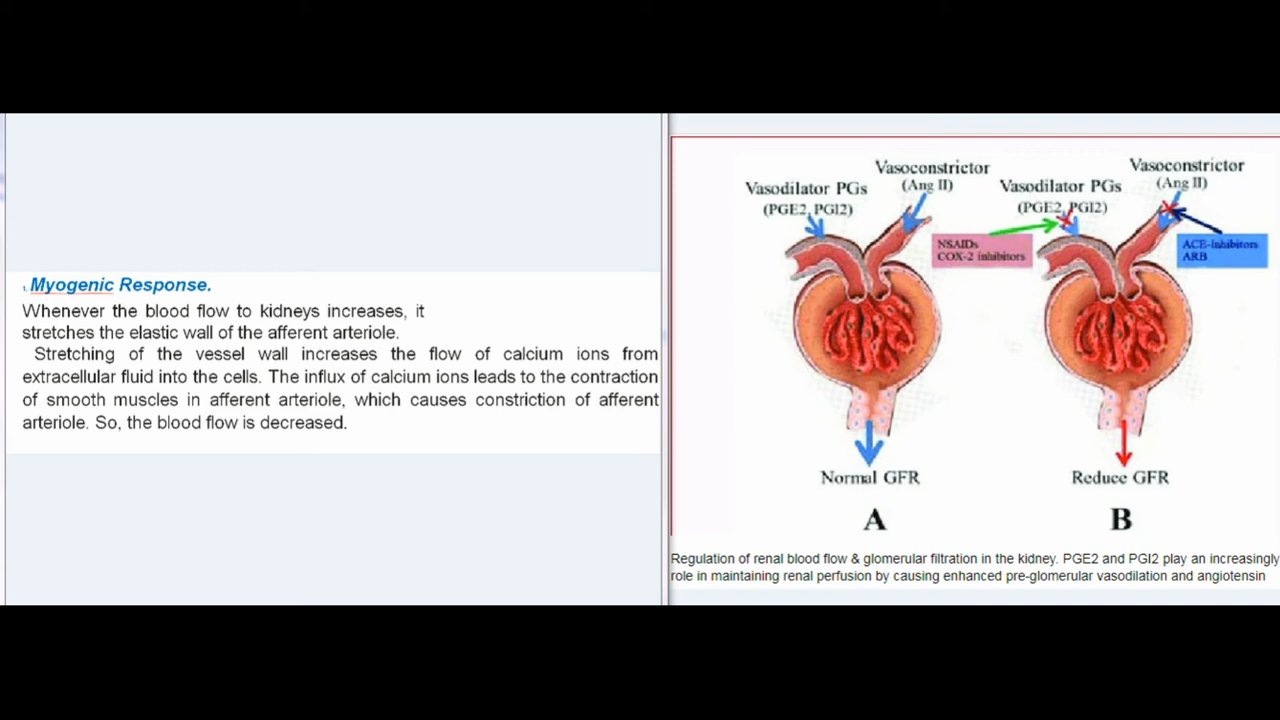 1. Myogenic Response.
Whenever the blood flow to kidneys increases, it
stretches the elastic wall of the afferent arteriole.
Stretching of the vessel wall increases the flow of calcium ions from
extracellular fluid into the cells. The influx of calcium ions leads to the contraction
of smooth muscles in afferent arteriole, which causes constriction of afferent
arteriole. So, the blood flow is decreased.
Vasodilator PGs
(PGE2, PGI2)
Vasoconstrictor
(Ang II)
Normal GFR
A
Vasodilator PGs
(PGE2, PGI2)
Vasoconstrictor
(Ang II)
NSAIDs
COX-2 inhibitors
ACE-inhibitors
ARB
Reduce GFR
B
Regulation of renal blood flow & glomerular filtration in the kidney. PGE2 and PGI2 play an increasingly
role in maintaining renal perfusion by causing enhanced pre-glomerular vasodilation and angiotensin